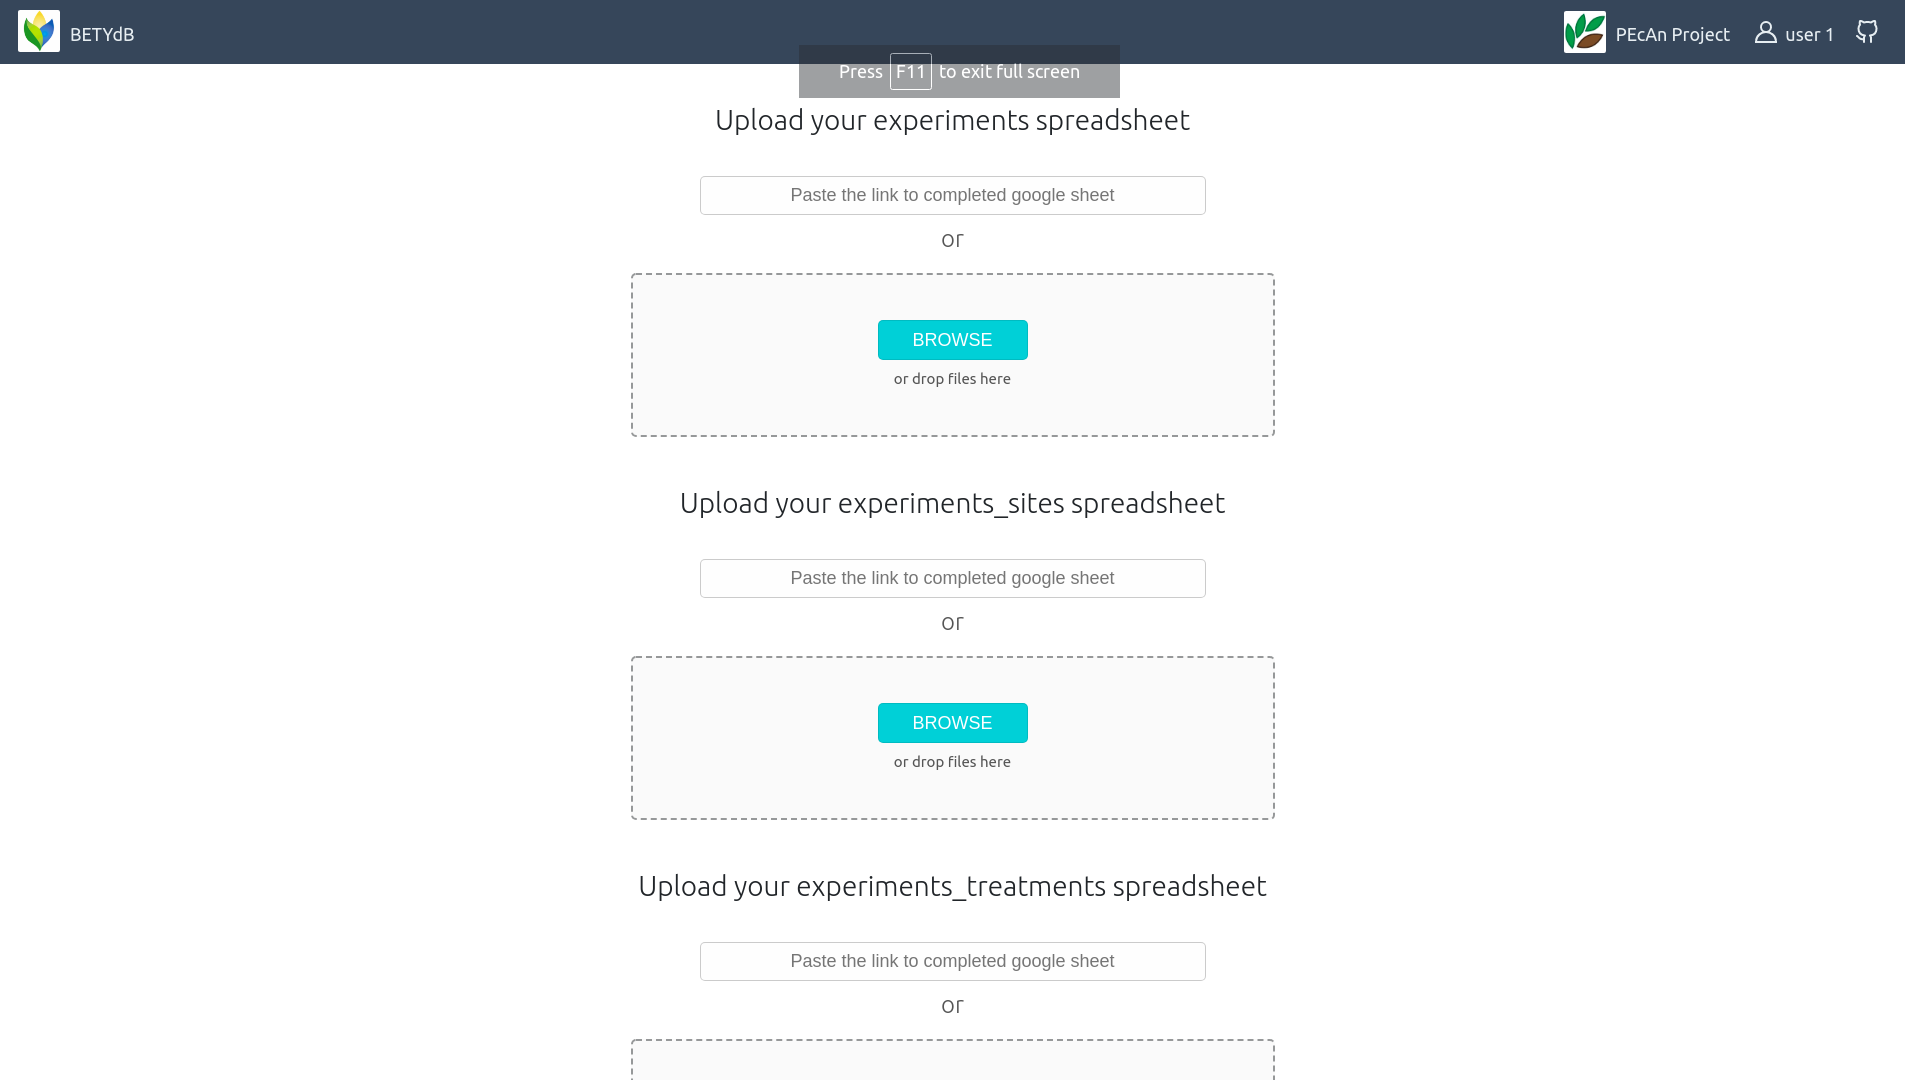 BETYdB
PEcAn Project
user 1
Press F11 to exit full screen
Upload your experiments spreadsheet
Paste the link to completed google sheet
or
BROWSE
or drop files here
Upload your experiments_sites spreadsheet
Paste the link to completed google sheet
or
BROWSE
or drop files here
Upload your experiments_treatments spreadsheet
Paste the link to completed google sheet
or